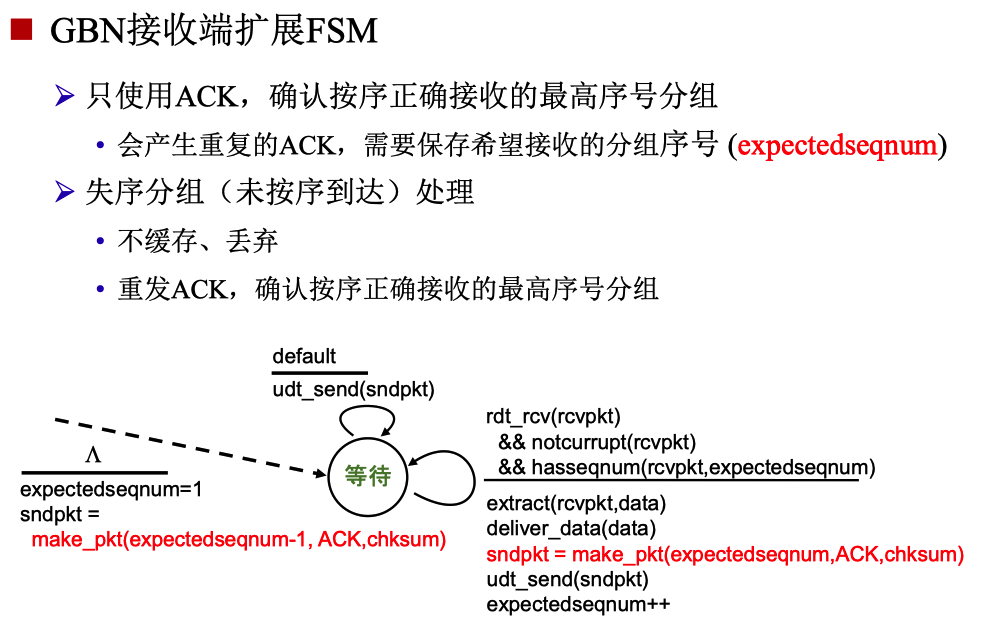 GBN接收端扩展FSM
只使用ACK，确认按序正确接收的最高序号分组
会产生重复的ACK，需要保存希望接收的分组序号 (expectedseqnum)
失序分组（未按序到达）处理
不缓存、丢弃
重发ACK，确认按序正确接收的最高序号分组
default
udt_send(sndpkt)
Λ
expectedseqnum=1
sndpkt =
make_pkt(expectedseqnum-1, ACK,chksum)
等待
rdt_rcv(rcvpkt)
&& notcurrupt(rcvpkt)
&& hasseqnum(rcvpkt,expectedseqnum)
extract(rcvpkt,data)
deliver_data(data)
sndpkt = make_pkt(expectedseqnum,ACK,chksum)
udt_send(sndpkt)
expectedseqnum++